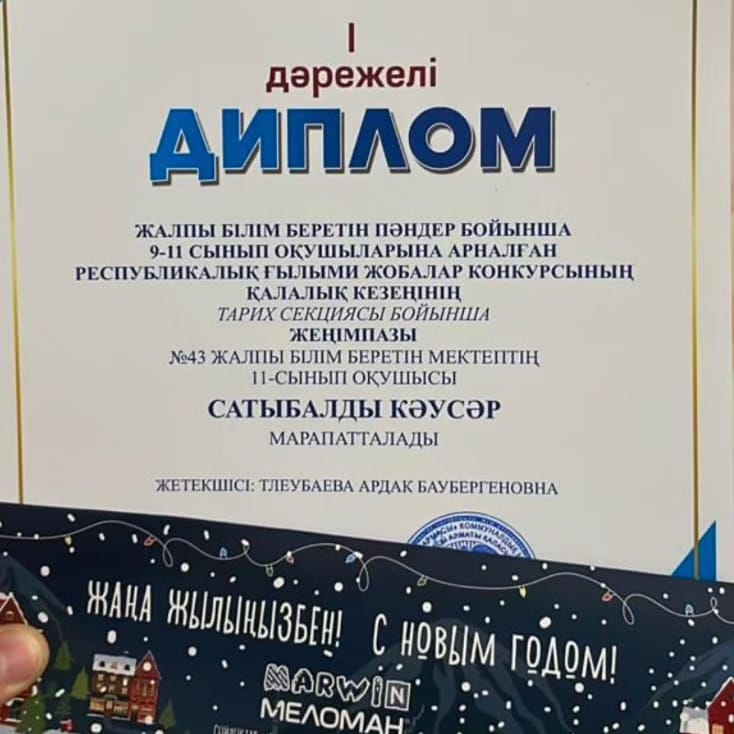 I
дәрежелі
ДИПЛОМ
ЖАЛПЫ БІЛІМ БЕРЕТІН ПӘНДЕР БОЙЫНША
9-11 СЫНЫП ОҚУШЫЛАРЫНА АРНАЛҒАН
РЕСПУБЛИКАЛЫҚ ҒЫЛЫМИ ЖОБАЛАР КОНКУРСЫНЫҢ
ҚАЛАЛЫҚ КЕЗЕҢІНІҢ
ТАРИХ СЕКЦИЯСЫ БОЙЫНША
ЖЕҢІМПАЗЫ
№43 ЖАЛПЫ БІЛІМ БЕРЕТІН МЕКТЕПТІҢ
11-СЫНЫП ОҚУШЫСЫ
САТЫБАЛДЫ КӘУСӘР
МАРАПАТТАЛАДЫ
ЖЕТЕКШІСІ: ТЛЕУБАЕВА АРДАК БАУБЕРГЕНОВНА
ЖАҢА ЖЫЛЫҢЫЗБЕН! С НОВЫМ ГОДОМ!
MARWIN
МЕЛОМАН